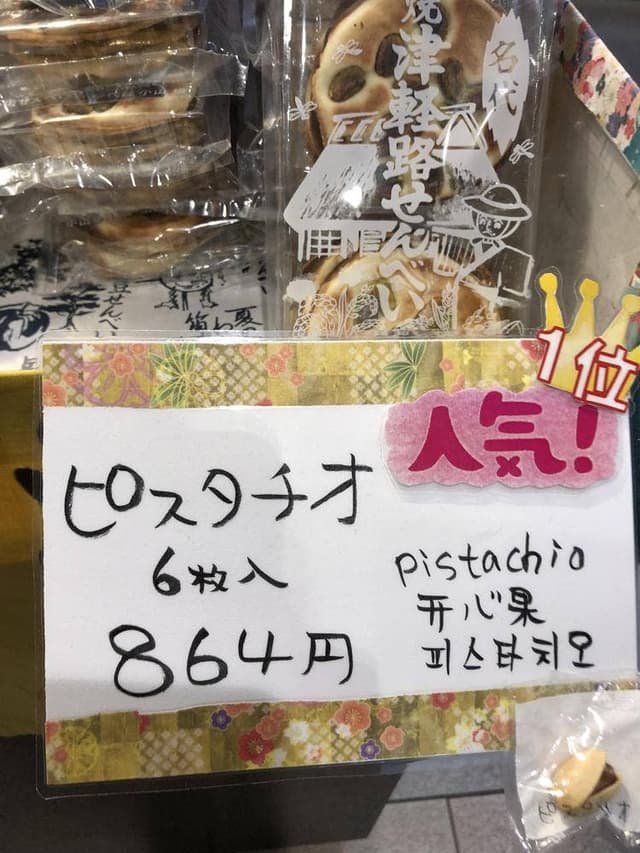 名代
焼津軽路せんべい
1位
人気!
ピスタチオ
6枚入
864円
pistachio
开心果
피스타치오